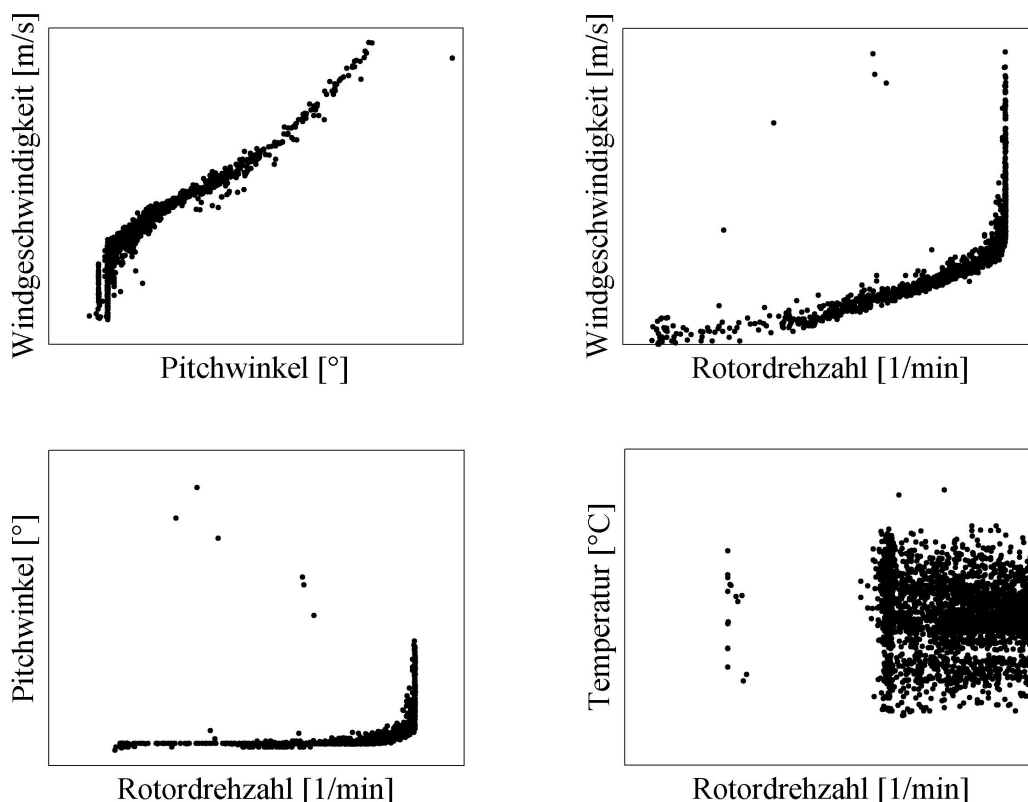 Windgeschwindigkeit [m/s]
Pitchwinkel [°]
Windgeschwindigkeit [m/s]
Rotordrehzahl [1/min]
Pitchwinkel [°]
Rotordrehzahl [1/min]
Temperatur [°C]
Rotordrehzahl [1/min]